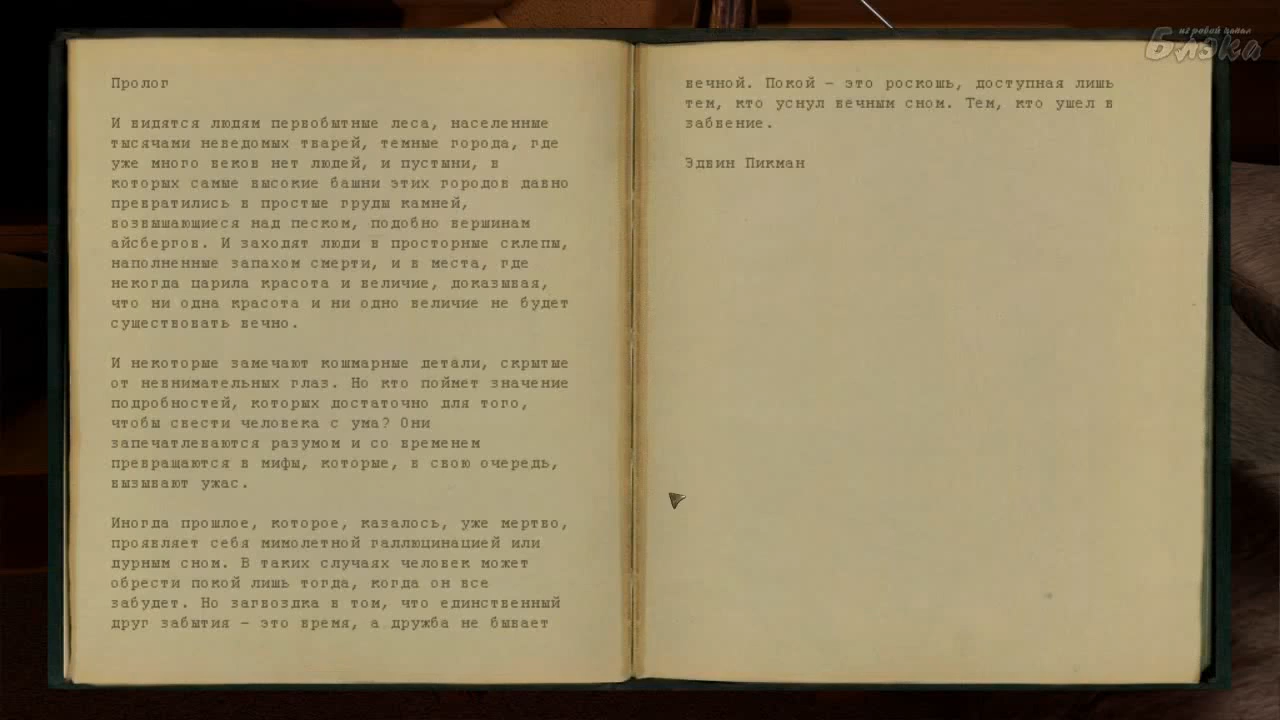 игровой канал
Блэка
Пролог
И видятся людям первобытные леса, населенные
тысячами неведомых тварей, темные города, где
уже много веков нет людей, и пустыни, в
которых самые высокие башни этих городов давно
превратились в простые груды камней,
возвышающиеся над песком, подобно вершинам
айсбергов. И заходят люди в просторные склепы,
наполненные запахом смерти, и в места, где
некогда парила красота и величие, доказывая,
что ни одна красота и ни одно величие не будет
существовать вечно.
И некоторые замечают кошмарные детали, скрытые
от невнимательных глаз. Но кто поймет значение
подробностей, которых достаточно для того,
чтобы свести человека с ума? Они
запечатлеваются разумом и со временем
превращаются в мифы, которые, в свою очередь,
вызывают ужас.
Иногда прошлое, которое, казалось, уже мертво,
проявляет себя мимолетной галлюцинацией или
дурным сном. В таких случаях человек может
обрести покой лишь тогда, когда он все
забудет. Но загвоздка в том, что единственный
друг забытия – это время, а дружба не бывает
вечной. Покой – это роскошь, доступная лишь
тем, кто уснул вечным сном. Тем, кто ушел в
забвение.
Эдвин Пикман